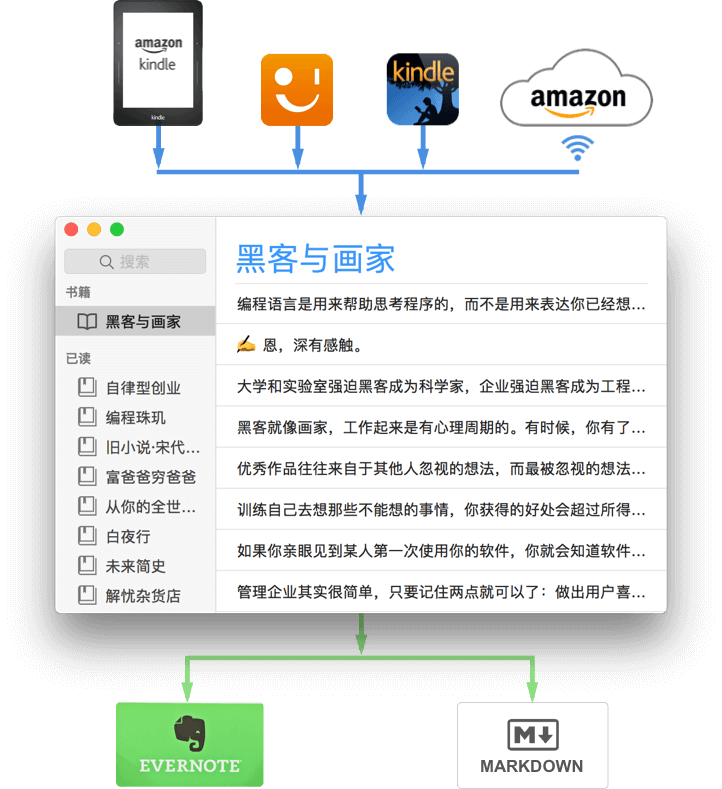 amazon
kindle
kindle
kindle
amazon
搜索
书籍
黑客与画家
已读
自律型创业
编程珠玑
旧小说·宋代…
富爸爸穷爸爸
从你的全世…
白夜行
未来简史
解忧杂货店
黑客与画家
编程语言是用来帮助思考程序的，而不是用来表达你已经想…
✍️ 恩，深有感触。
大学和实验室强迫黑客成为科学家，企业强迫黑客成为工程…
黑客就像画家，工作起来是有心理周期的。有时候，你有了…
优秀作品往往来自于其他人忽视的想法，而最被忽视的想法…
训练自己去想那些不能想的事情，你获得的好处会超过所得…
如果你亲眼见到某人第一次使用你的软件，你就会知道软件…
管理企业其实很简单，只要记住两点就可以了：做出用户喜…
EVERNOTE
M
MARKDOWN